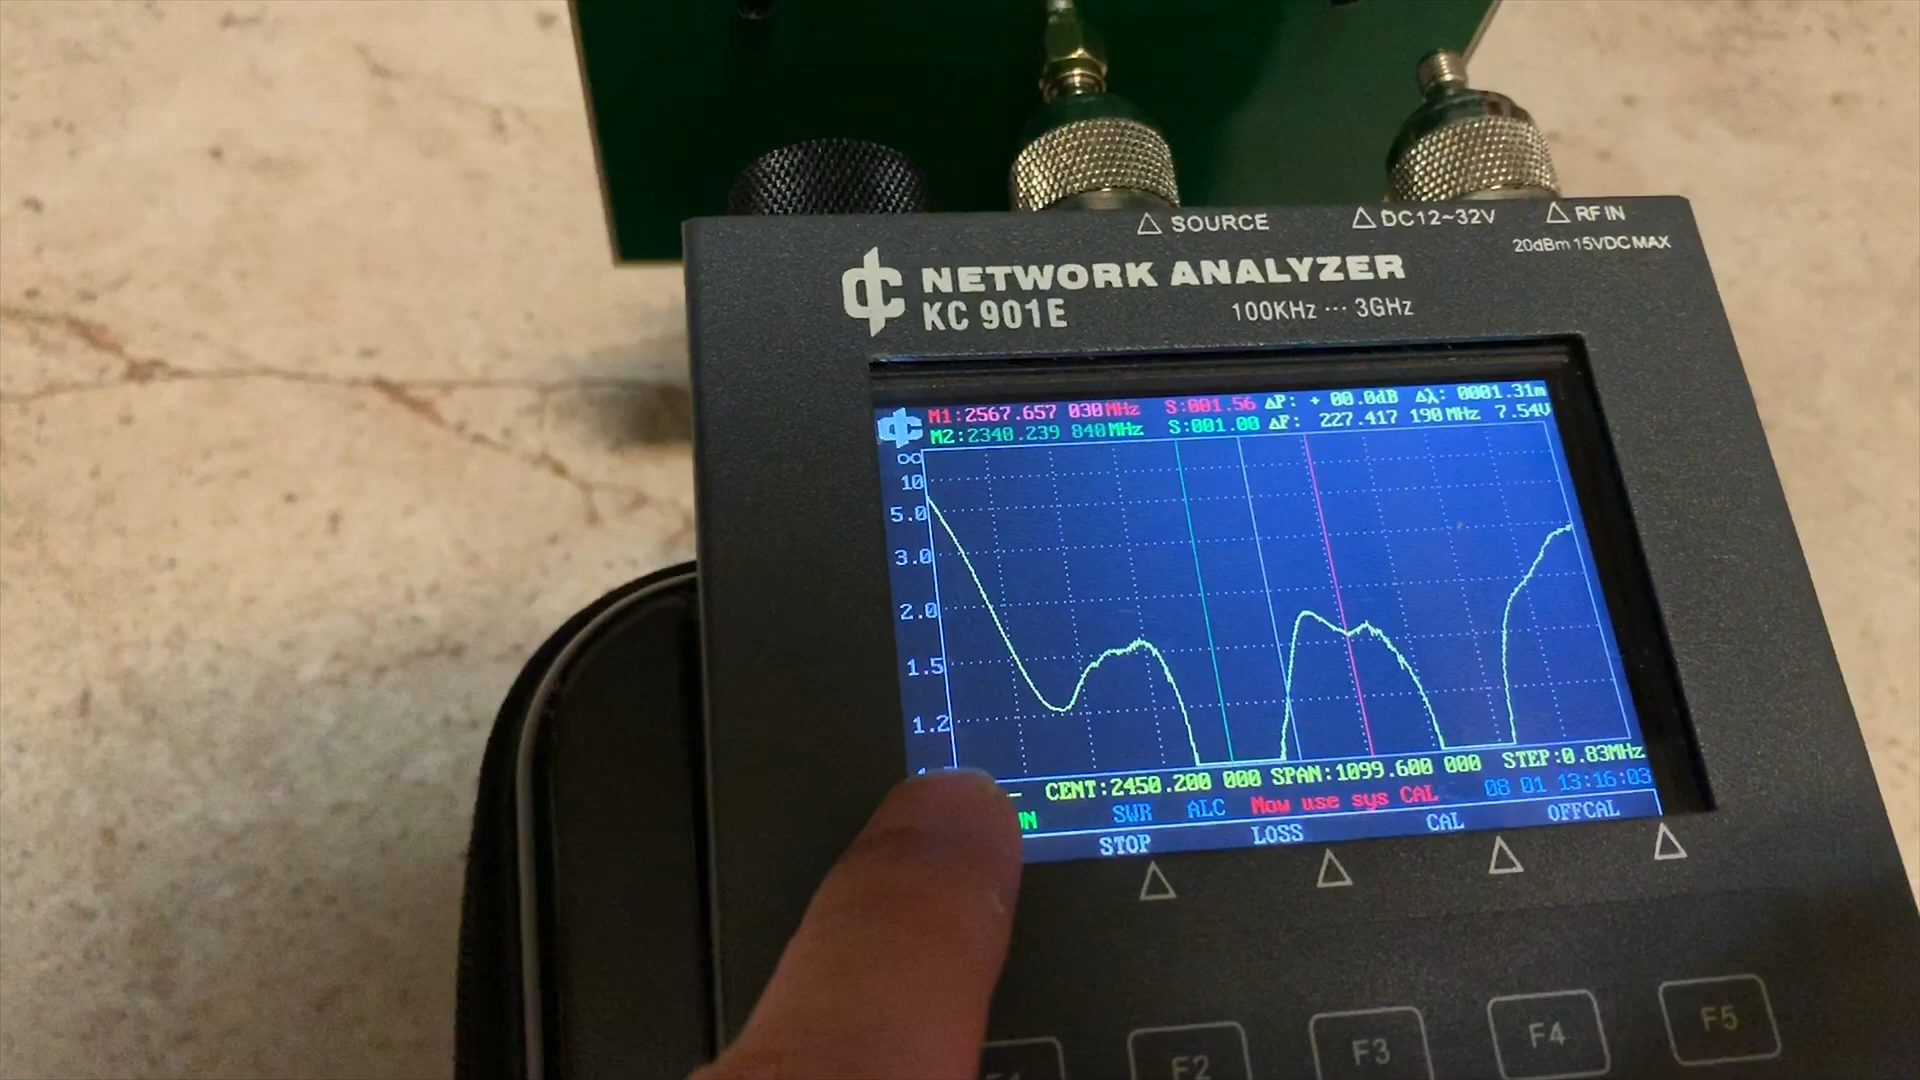 SOURCE
DC12~32V
RF IN
20dBm 15VDC MAX
NETWORK ANALYZER
KC 901E
100KHz ··· 3GHz
M1:2567.657 030MHz S:001.56 ΔP: + 00.0dB Δλ: 0001.31m
M2:2340.239 840MHz S:001.00 ΔF: 227.417 190MHz 7.54V
∞
10
5.0
3.0
2.0
1.5
1.2
CENT:2450.200 000 SPAN:1099.600 000 STEP:0.83MHz
SWR ALC Now use sys CAL 08 01 13:16:03
STOP LOSS CAL OFFCAL
F2 F3 F4 F5